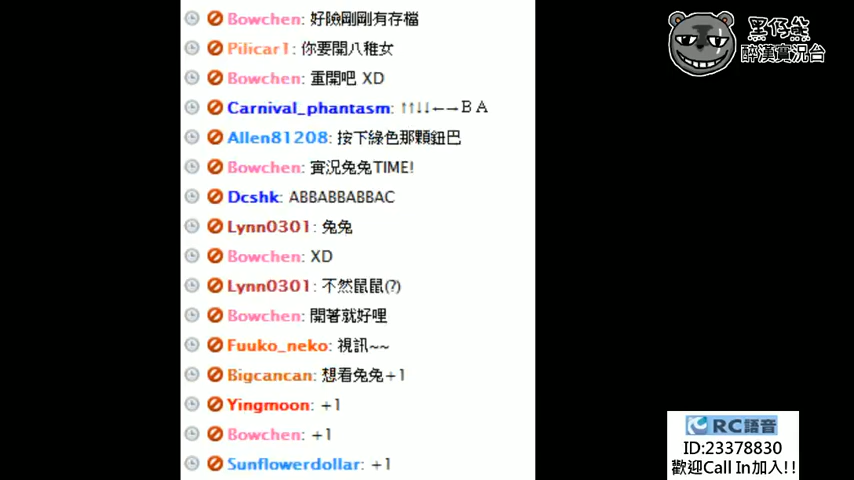 Bowchen: 好險剛剛有存檔
Pilicar1: 你要開八稚女
Bowchen: 重開吧 XD
Carnival_phantasm: ↑↑↓↓←→ＢＡ
Allen81208: 按下綠色那顆鈕巴
Bowchen: 實況兔兔TIME!
Dcshk: ABBABBABBAC
Lynn0301: 兔兔
Bowchen: XD
Lynn0301: 不然鼠鼠(?)
Bowchen: 開著就好哩
Fuuko_neko: 視訊~~
Bigcancan: 想看兔兔+1
Yingmoon: +1
Bowchen: +1
Sunflowerdollar: +1
黑仔熊
醉漢實況台
RC語音
ID:23378830
歡迎Call In加入!!